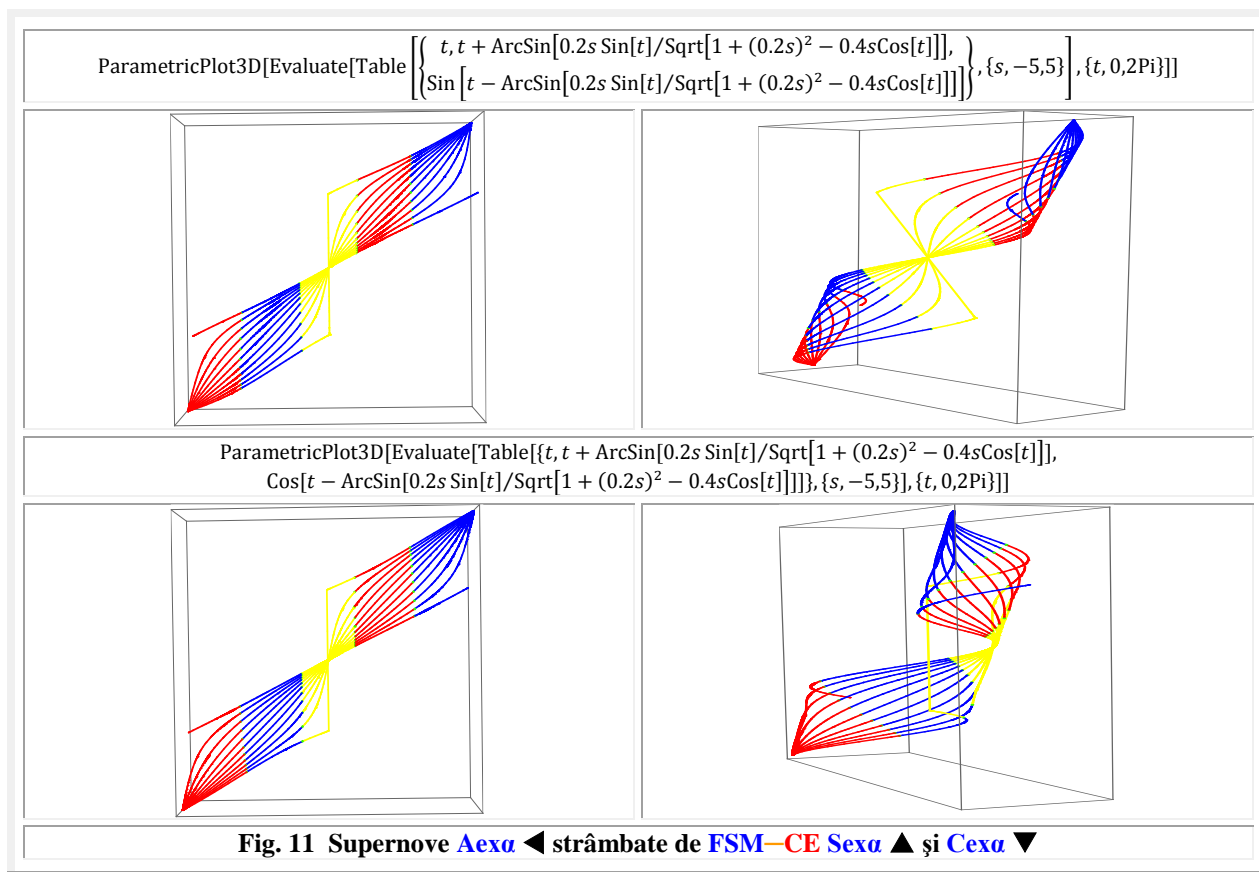 ParametricPlot3D[Evaluate[Table[{t, t + ArcSin[0.2s Sin[t]/Sqrt[1 + (0.2s)² − 0.4sCos[t]]],
Sin[t − ArcSin[0.2s Sin[t]/Sqrt[1 + (0.2s)² − 0.4sCos[t]]]]}, {s, −5,5}], {t, 0,2Pi}]]
ParametricPlot3D[Evaluate[Table[{t, t + ArcSin[0.2s Sin[t]/Sqrt[1 + (0.2s)² − 0.4sCos[t]]],
Cos[t − ArcSin[0.2s Sin[t]/Sqrt[1 + (0.2s)² − 0.4sCos[t]]]]}, {s, −5,5}], {t, 0,2Pi}]]
Fig. 11 Supernove Aexα ◄ strâmbate de FSM—CE Sexα ▲ şi Cexα ▼